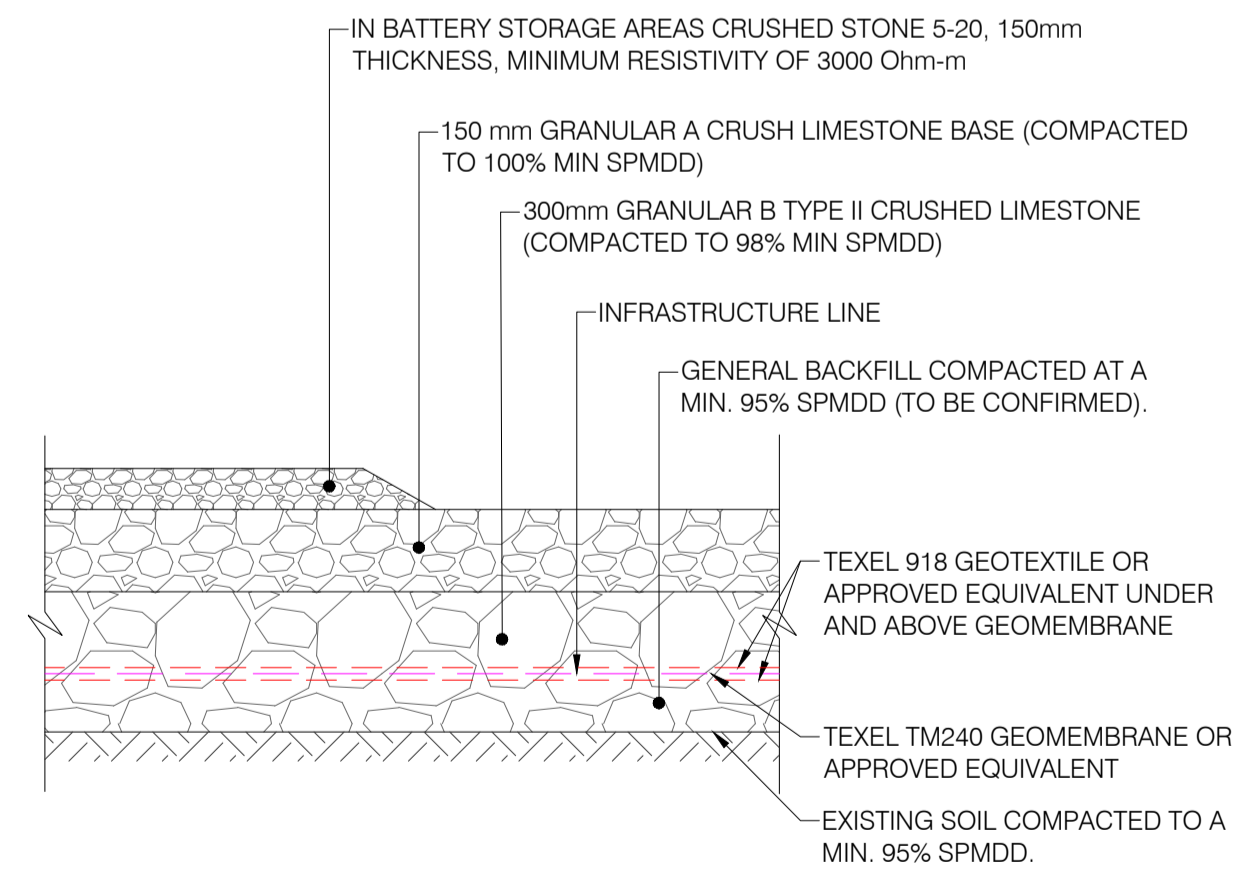 IN BATTERY STORAGE AREAS CRUSHED STONE 5-20, 150mm
THICKNESS, MINIMUM RESISTIVITY OF 3000 Ohm-m
150 mm GRANULAR A CRUSH LIMESTONE BASE (COMPACTED
TO 100% MIN SPMDD)
300mm GRANULAR B TYPE II CRUSHED LIMESTONE
(COMPACTED TO 98% MIN SPMDD)
INFRASTRUCTURE LINE
GENERAL BACKFILL COMPACTED AT A
MIN. 95% SPMDD (TO BE CONFIRMED).
TEXEL 918 GEOTEXTILE OR
APPROVED EQUIVALENT UNDER
AND ABOVE GEOMEMBRANE
TEXEL TM240 GEOMEMBRANE OR
APPROVED EQUIVALENT
EXISTING SOIL COMPACTED TO A
MIN. 95% SPMDD.